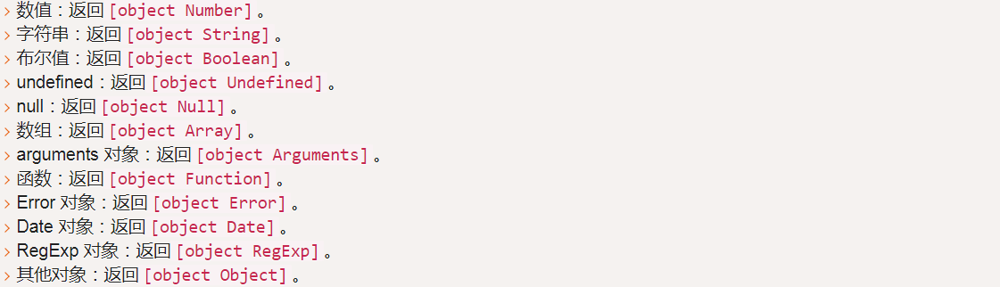 › 数值：返回 [object Number] 。
› 字符串：返回 [object String] 。
› 布尔值：返回 [object Boolean] 。
› undefined：返回 [object Undefined] 。
› null：返回 [object Null] 。
› 数组：返回 [object Array] 。
› arguments 对象：返回 [object Arguments] 。
› 函数：返回 [object Function] 。
› Error 对象：返回 [object Error] 。
› Date 对象：返回 [object Date] 。
› RegExp 对象：返回 [object RegExp] 。
› 其他对象：返回 [object Object] 。